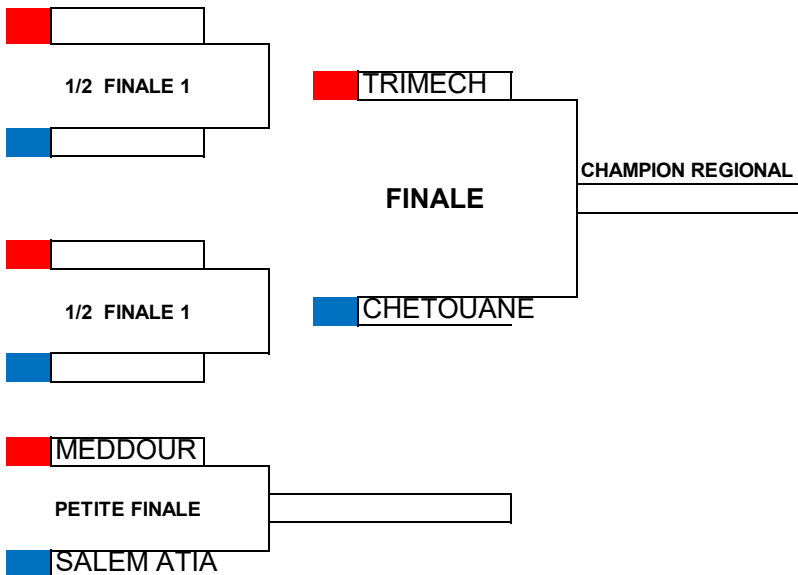 1/2 FINALE 1
TRIMECH
CHAMPION REGIONAL
FINALE
1/2 FINALE 1
CHETOUANE
MEDDOUR
PETITE FINALE
SALEM ATIA